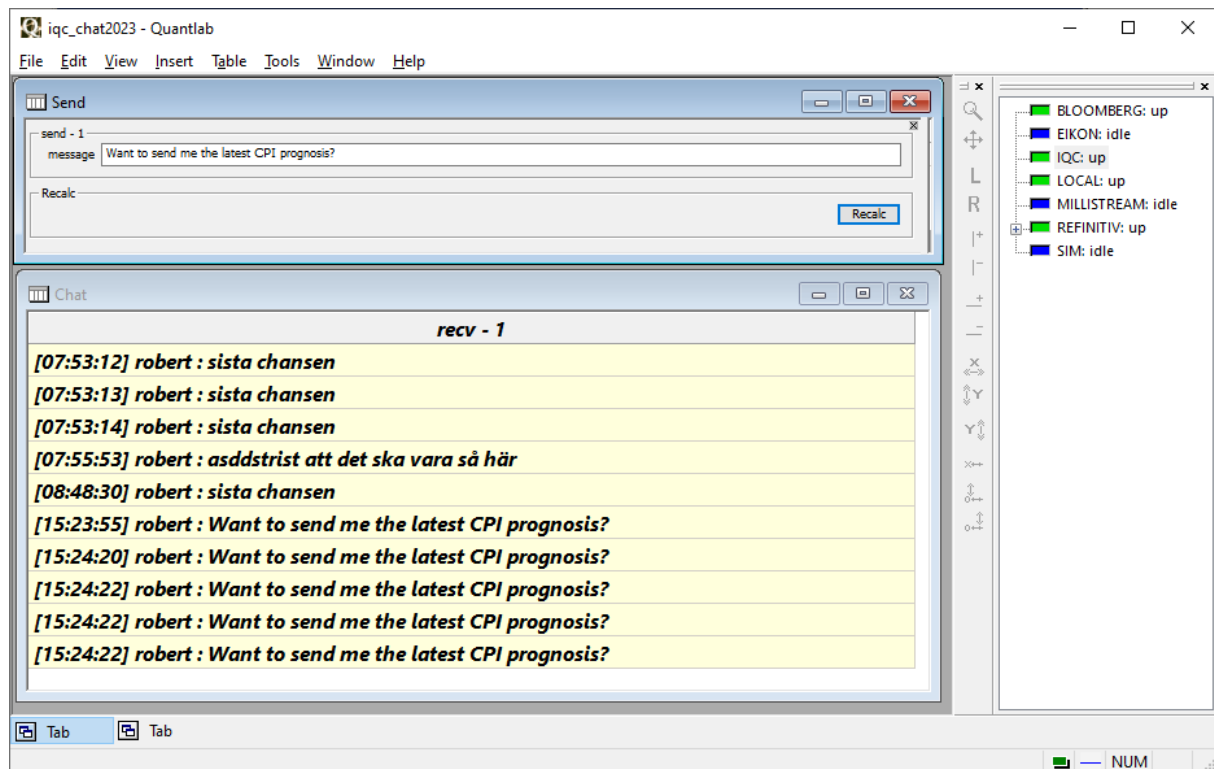 iqc_chat2023 - Quantlab
File Edit View Insert Table Tools Window Help
Send
send - 1
message Want to send me the latest CPI prognosis?
Recalc
Recalc
Chat
recv - 1
[07:53:12] robert : sista chansen
[07:53:13] robert : sista chansen
[07:53:14] robert : sista chansen
[07:55:53] robert : asddstrist att det ska vara så här
[08:48:30] robert : sista chansen
[15:23:55] robert : Want to send me the latest CPI prognosis?
[15:24:20] robert : Want to send me the latest CPI prognosis?
[15:24:22] robert : Want to send me the latest CPI prognosis?
[15:24:22] robert : Want to send me the latest CPI prognosis?
[15:24:22] robert : Want to send me the latest CPI prognosis?
L
R
X
Y
Y
BLOOMBERG: up
EIKON: idle
IQC: up
LOCAL: up
MILLISTREAM: idle
REFINITIV: up
SIM: idle
Tab Tab
NUM